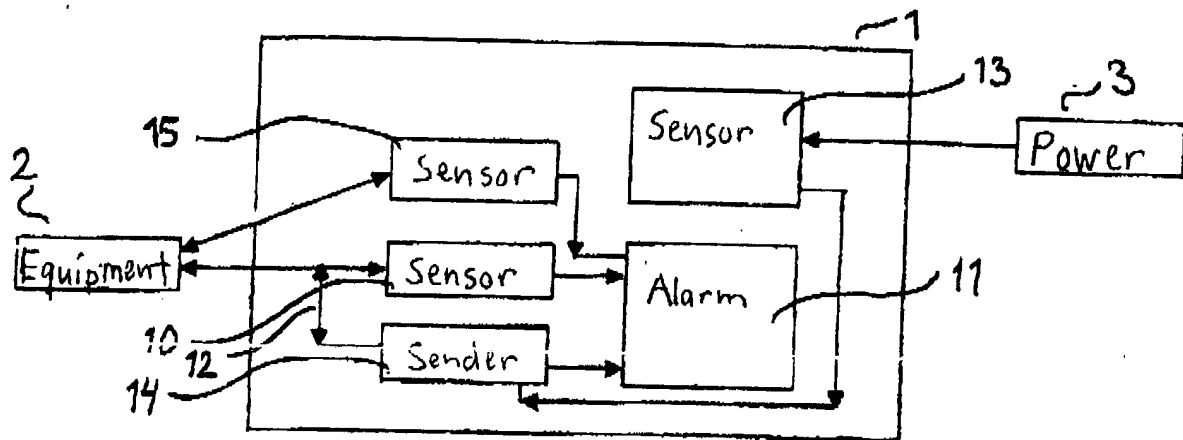 1
13
3
Sensor
Power
15
Sensor
2
Equipment
Sensor
Alarm
11
10
12
Sender
14